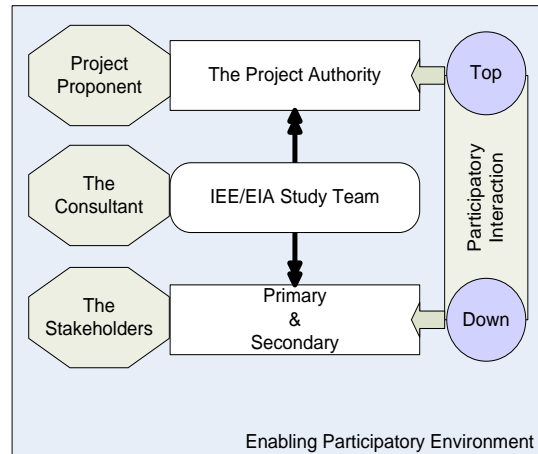 Project
Proponent
The Project Authority
Top
The
Consultant
IEE/EIA Study Team
Participatory
Interaction
The
Stakeholders
Primary
&
Secondary
Down
Enabling Participatory Environment